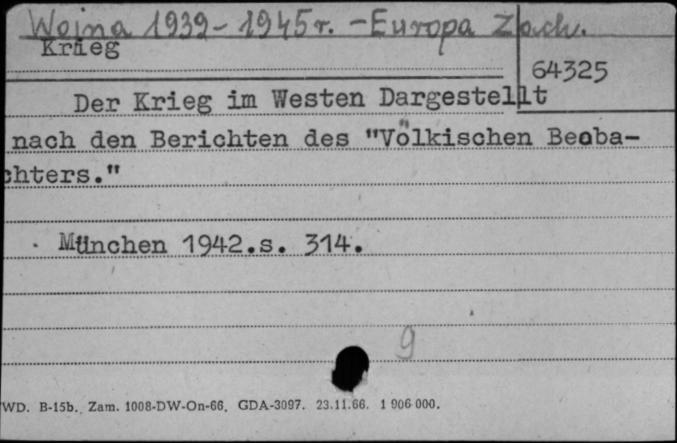 Wojna 1939-1945 r. - Europa Zach.
Krieg
64325
Der Krieg im Westen Dargestellt
nach den Berichten des "Völkischen Beoba-
chters."
München 1942.s. 314.
9
WD. B-15b. Zam. 1008-DW-On-66. GDA-3097. 23.11.66. 1 906 000.